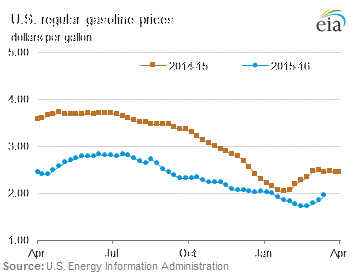 U.S. regular gasoline prices
dollars per gallon
eia
5.00
2014-15
2015-16
4.00
3.00
2.00
1.00
Apr
Jul
Oct
Jan
Apr
Source: U.S. Energy Information Administration